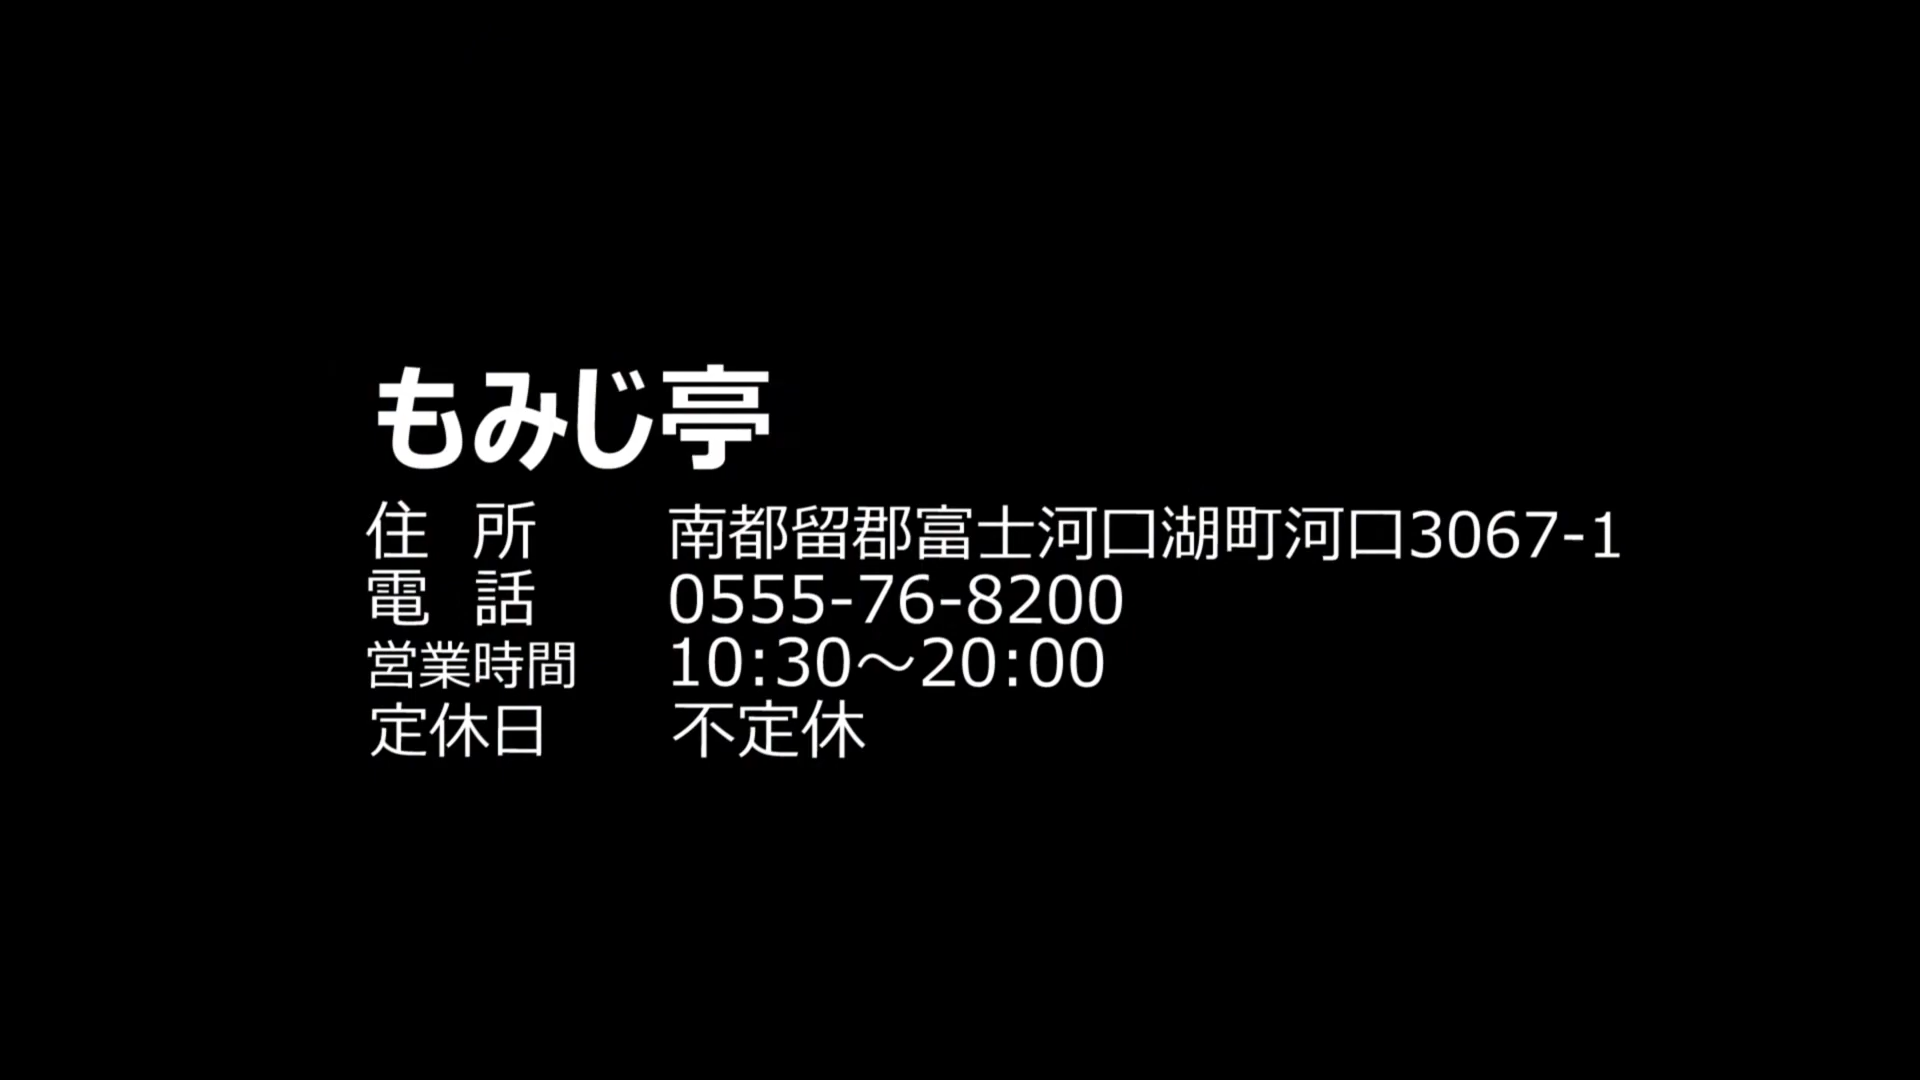 もみじ亭
住　所　南都留郡富士河口湖町河口3067-1
電　話　0555-76-8200
営業時間　10:30～20:00
定休日　不定休